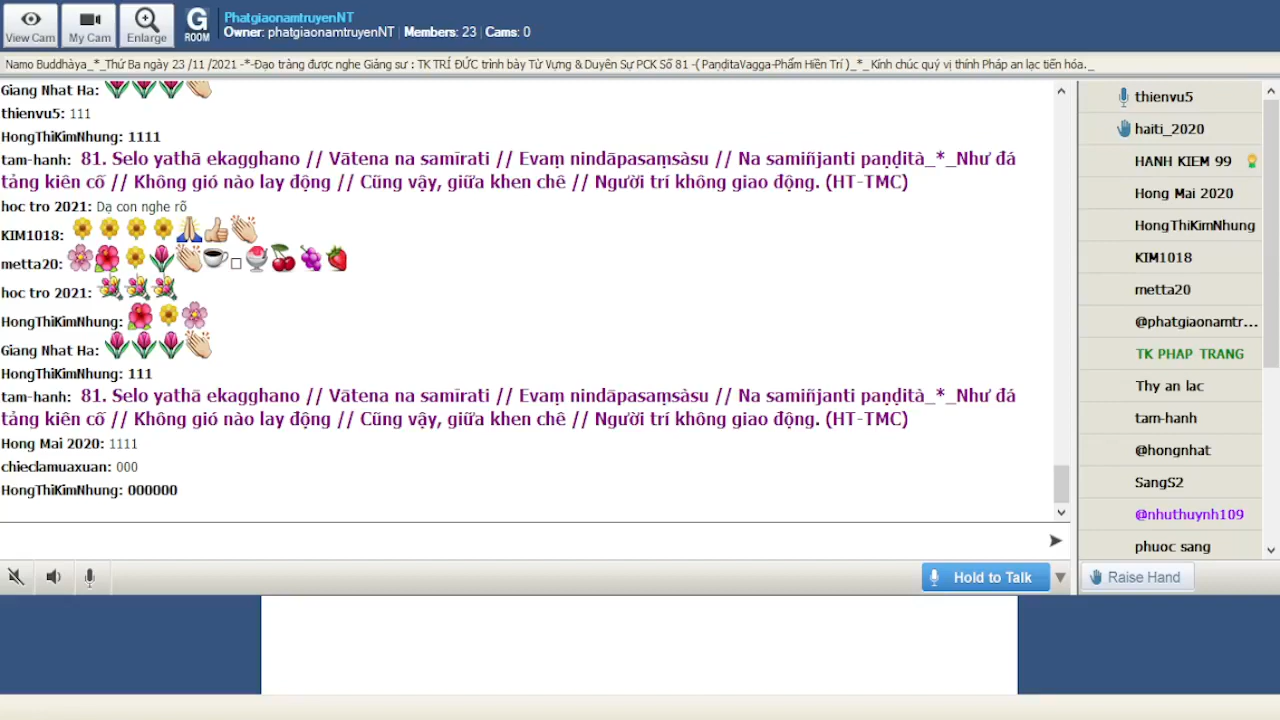 View Cam
My Cam
Enlarge
G
ROOM
PhatgiaonamtruyenNT
Owner: phatgiaonamtruyenNT | Members: 23 | Cams: 0
Namo Buddhàya_*_Thứ Ba ngày 23 /11 /2021 -*-Đạo tràng được nghe Giảng sư : TK TRÍ ĐỨC trình bày Từ Vựng & Duyên Sự PCK Số 81 -( PaṇḍitaVagga-Phẩm Hiền Trí )_*_ Kính chúc quý vị thính Pháp an lạc tiến hóa._
Giang Nhat Ha:
thienvu5: 111
HongThiKimNhung: 1111
tam-hanh: 81. Selo yathā ekagghano // Vātena na samīrati // Evaṃ nindāpasaṃsàsu // Na samiñjanti paṇḍità_*_Như đá
tảng kiên cố // Không gió nào lay động // Cũng vậy, giữa khen chê // Người trí không giao động. (HT-TMC)
hoc tro 2021: Dạ con nghe rõ
KIM1018:
metta20:
hoc tro 2021:
HongThiKimNhung:
Giang Nhat Ha:
HongThiKimNhung: 111
tam-hanh: 81. Selo yathā ekagghano // Vātena na samīrati // Evaṃ nindāpasaṃsàsu // Na samiñjanti paṇḍità_*_Như đá
tảng kiên cố // Không gió nào lay động // Cũng vậy, giữa khen chê // Người trí không giao động. (HT-TMC)
Hong Mai 2020: 1111
chieclamuaxuan: 000
HongThiKimNhung: 000000
Hold to Talk
thienvu5
haiti_2020
HANH KIEM 99
Hong Mai 2020
HongThiKimNhung
KIM1018
metta20
@phatgiaonamtr...
TK PHAP TRANG
Thy an lac
tam-hanh
@hongnhat
SangS2
@nhuthuynh109
phuoc sang
Raise Hand